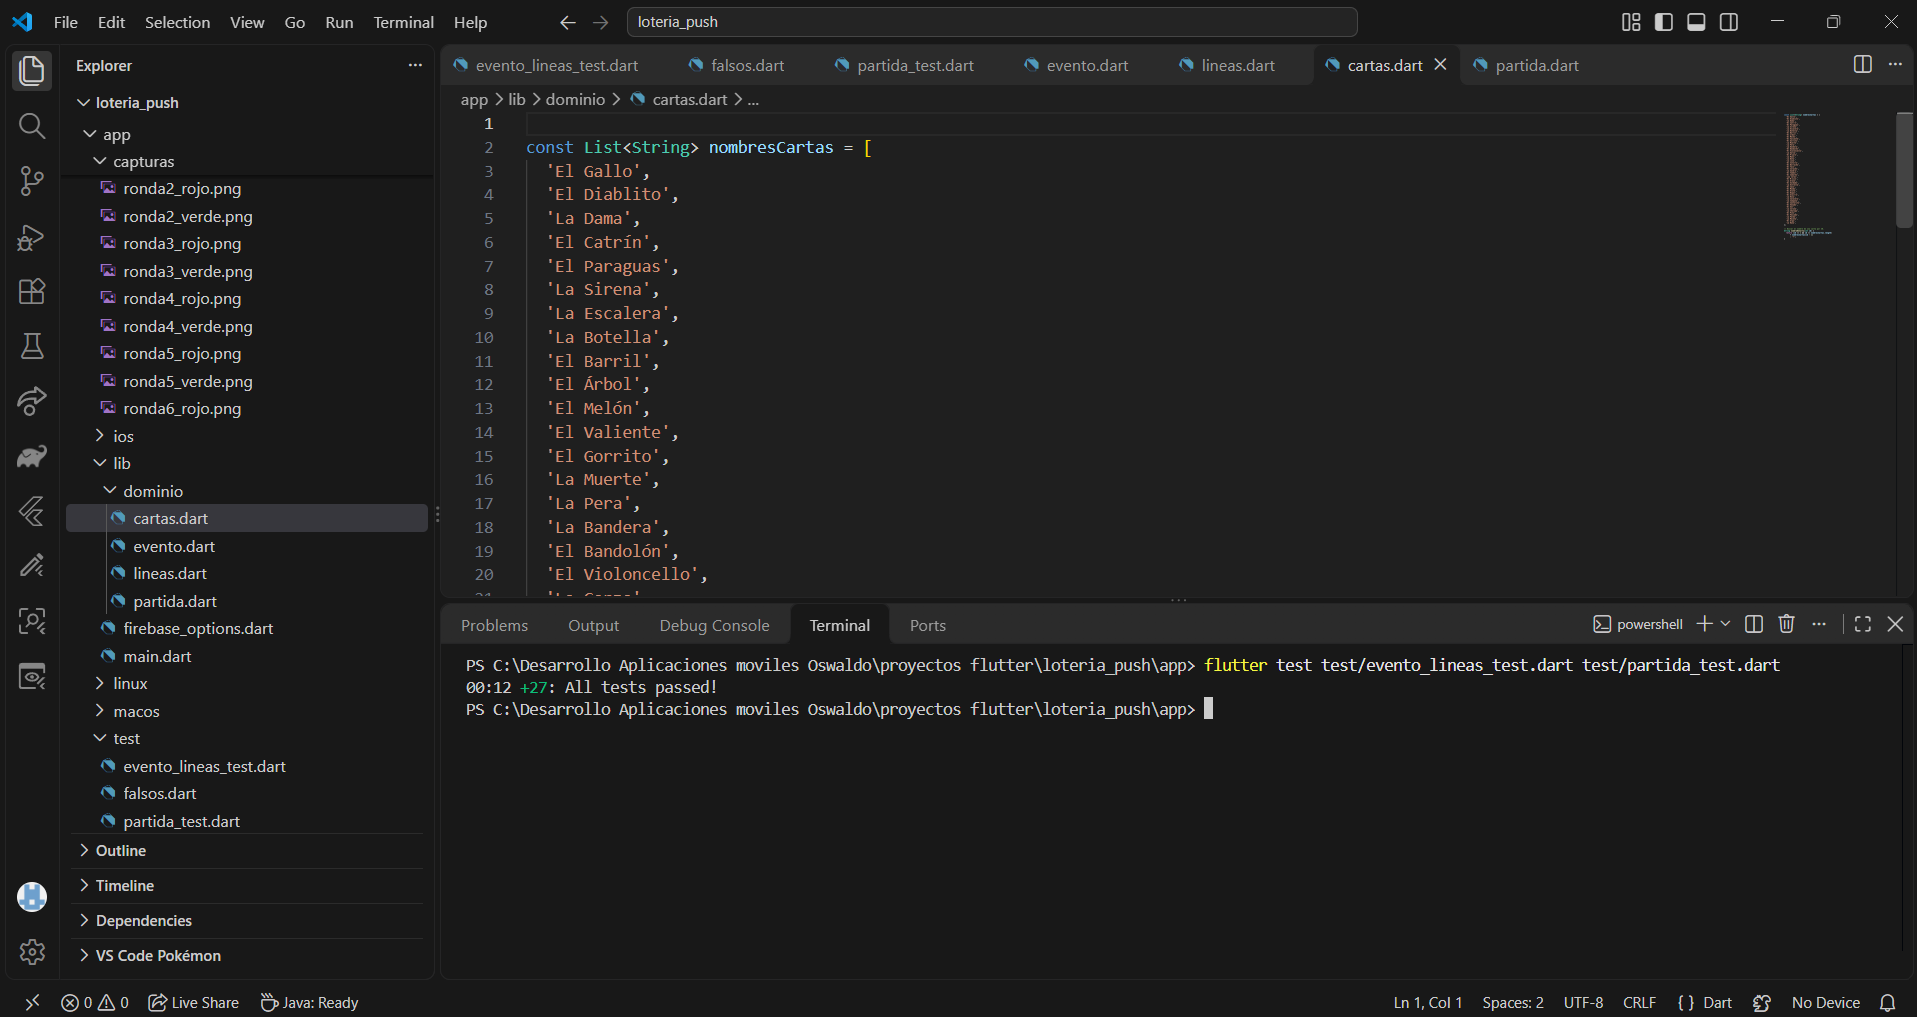 File Edit Selection View Go Run Terminal Help
loteria_push
Explorer
loteria_push
app
capturas
ronda2_rojo.png
ronda2_verde.png
ronda3_rojo.png
ronda3_verde.png
ronda4_rojo.png
ronda4_verde.png
ronda5_rojo.png
ronda5_verde.png
ronda6_rojo.png
ios
lib
dominio
cartas.dart
evento.dart
lineas.dart
partida.dart
firebase_options.dart
main.dart
linux
macos
test
evento_lineas_test.dart
falsos.dart
partida_test.dart
Outline
Timeline
Dependencies
VS Code Pokémon
evento_lineas_test.dart falsos.dart partida_test.dart evento.dart lineas.dart cartas.dart partida.dart
app > lib > dominio > cartas.dart > ...
1
2 const List<String> nombresCartas = [
3 'El Gallo',
4 'El Diablito',
5 'La Dama',
6 'El Catrín',
7 'El Paraguas',
8 'La Sirena',
9 'La Escalera',
10 'La Botella',
11 'El Barril',
12 'El Árbol',
13 'El Melón',
14 'El Valiente',
15 'El Gorrito',
16 'La Muerte',
17 'La Pera',
18 'La Bandera',
19 'El Bandolón',
20 'El Violoncello',
Problems Output Debug Console Terminal Ports
powershell
PS C:\Desarrollo Aplicaciones moviles Oswaldo\proyectos flutter\loteria_push\app> flutter test test/evento_lineas_test.dart test/partida_test.dart
00:12 +27: All tests passed!
PS C:\Desarrollo Aplicaciones moviles Oswaldo\proyectos flutter\loteria_push\app>
0 0 Live Share Java: Ready
Ln 1, Col 1 Spaces: 2 UTF-8 CRLF { } Dart No Device